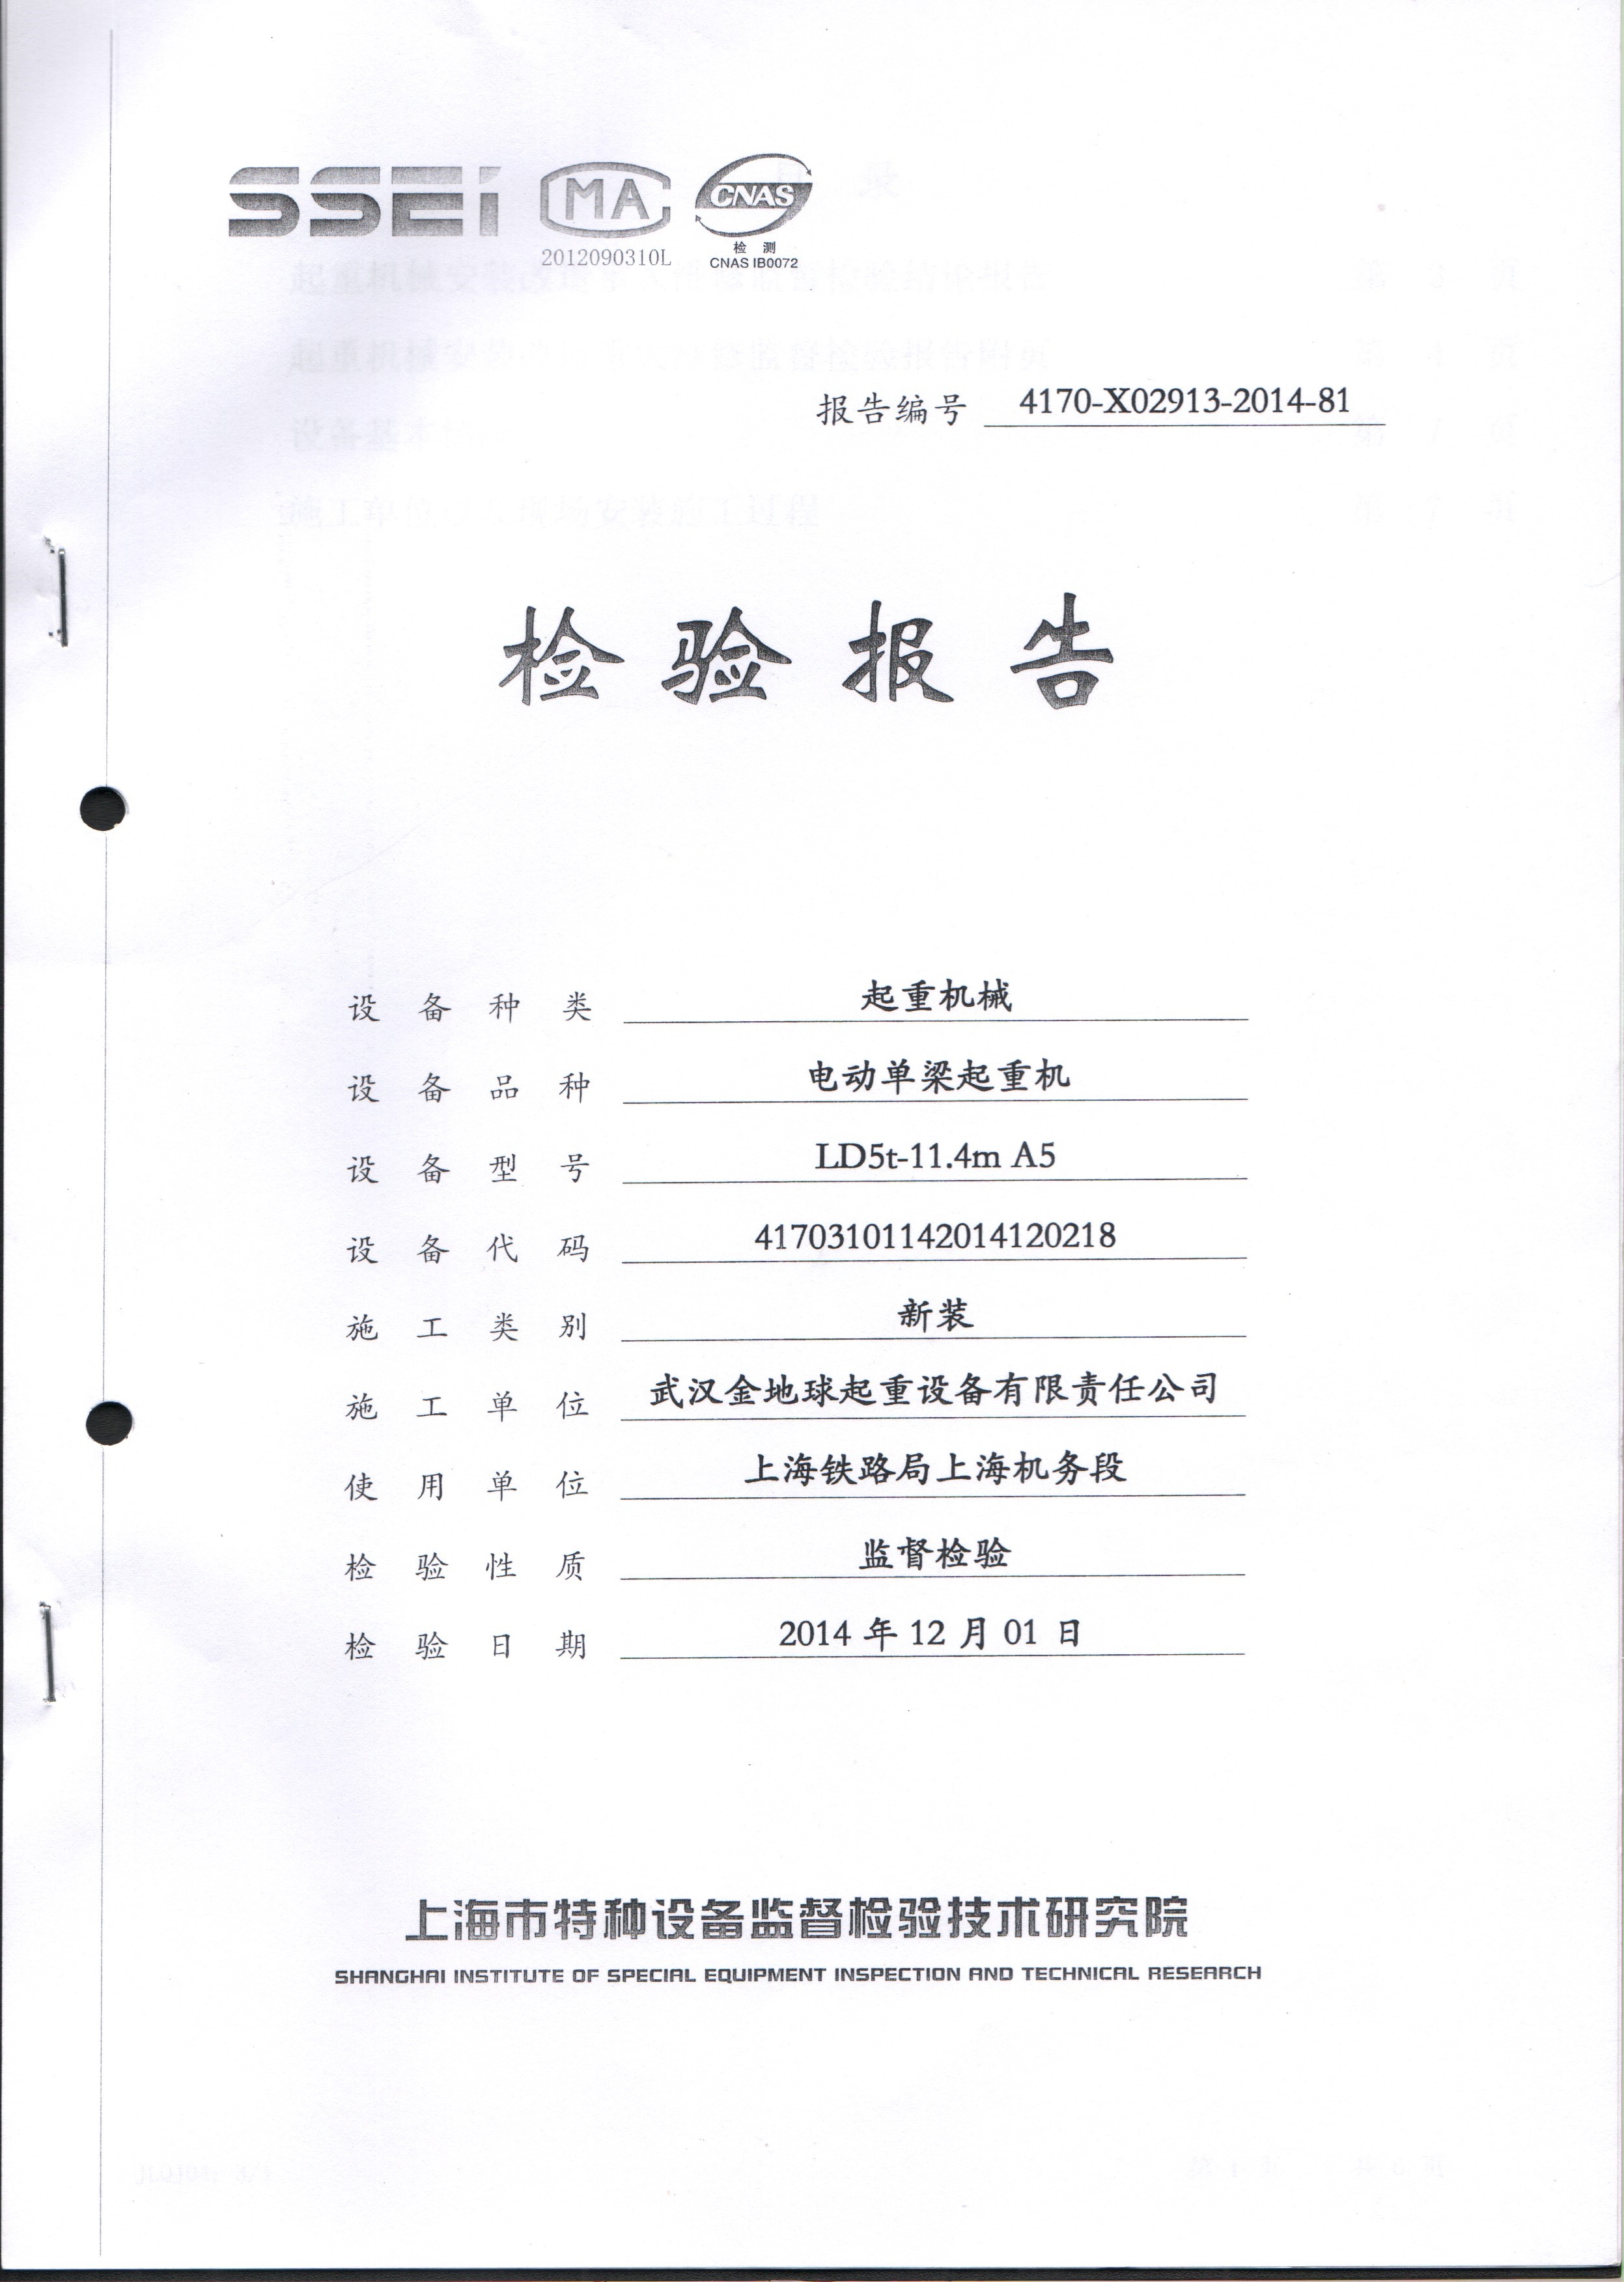 SSEI MA CNAS
检 测
2012090310L CNAS IB0072
报告编号 4170-X02913-2014-81
检验报告
设备种类 起重机械
设备品种 电动单梁起重机
设备型号 LD5t-11.4m A5
设备代码 41703101142014120218
施工类别 新装
施工单位 武汉金地球起重设备有限责任公司
使用单位 上海铁路局上海机务段
检验性质 监督检验
检验日期 2014 年 12 月 01 日
上海市特种设备监督检验技术研究院
SHANGHAI INSTITUTE OF SPECIAL EQUIPMENT INSPECTION AND TECHNICAL RESEARCH